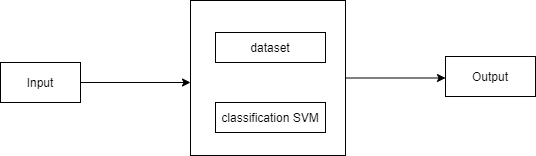 Input
dataset
classification SVM
Output